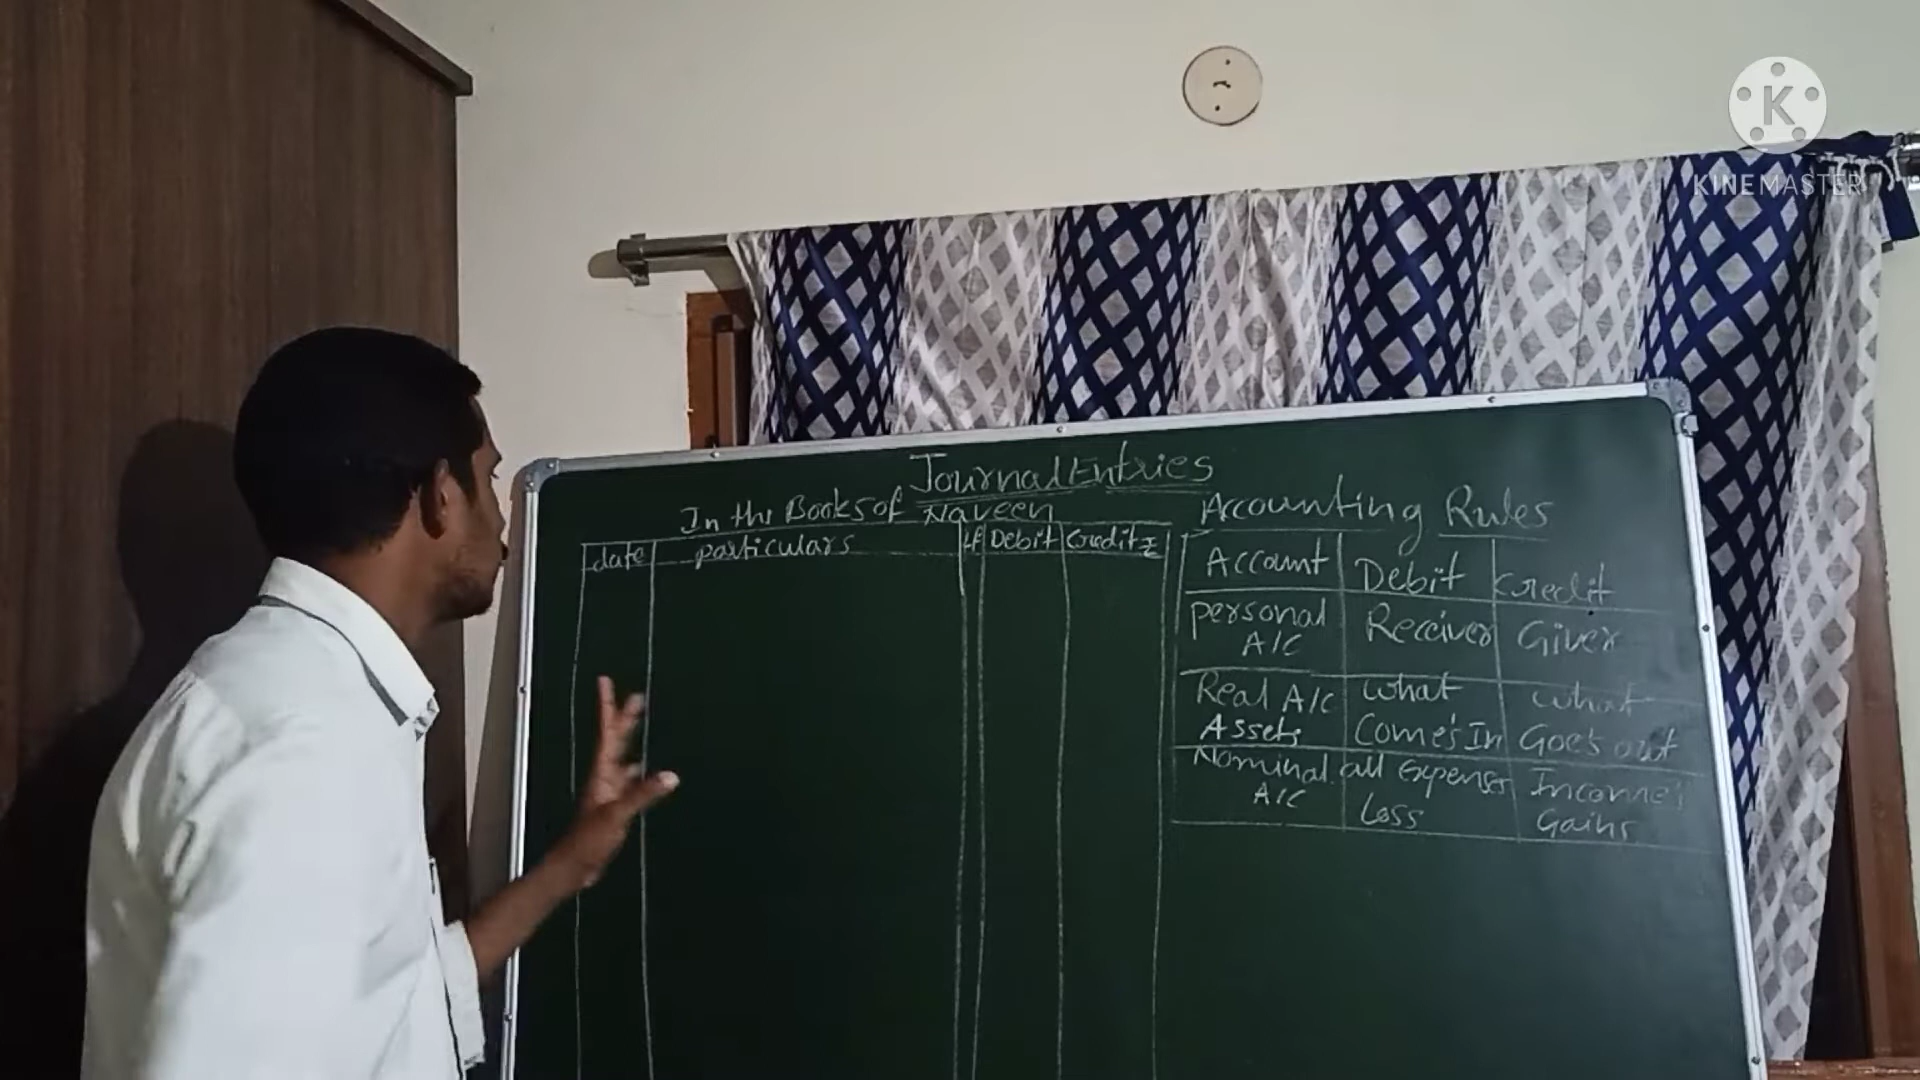 K
KINEMASTER
Journal Entries
In the Books of Naveen
date particulars LF Debit Credit ₹
Accounting Rules
Account Debit Credit
personal A/C Receiver Giver
Real A/C Assets what Come's In what Goes out
Nominal A/C all Expenses Loss Income's Gains